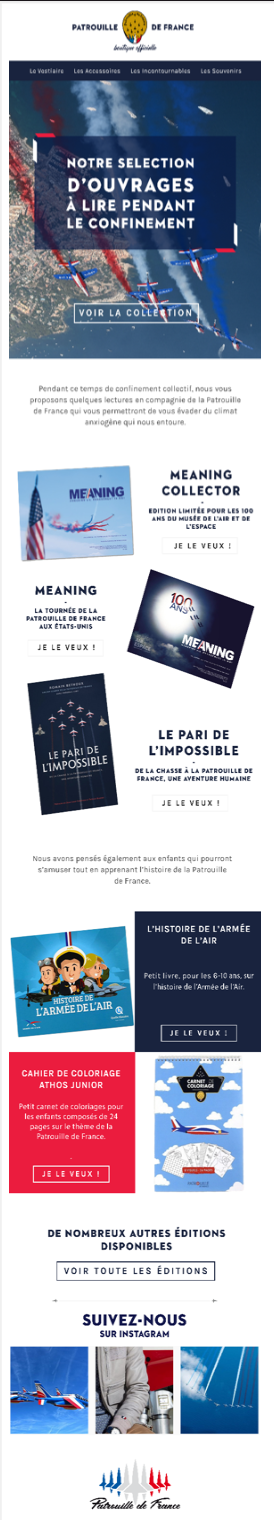 PATROUILLE DE FRANCE
boutique officielle
Le Vestiaire Les Accessoires Les Incontournables Les Souvenirs
NOTRE SELECTION
D'OUVRAGES
À LIRE PENDANT
LE CONFINEMENT
VOIR LA COLLECTION
Pendant ce temps de confinement collectif, nous vous
proposons quelques lectures en compagnie de la Patrouille
de France qui vous permettront de vous évader du climat
anxiogène qui nous entoure.
MEANING
MEANING
COLLECTOR
-
EDITION LIMITÉE POUR LES 100
ANS DU MUSÉE DE L'AIR ET DE
L'ESPACE
JE LE VEUX !
MEANING
-
LA TOURNÉE DE LA
PATROUILLE DE FRANCE
AUX ÉTATS-UNIS
JE LE VEUX !
100
ANS
MEANING
LE PARI DE
L'IMPOSSIBLE
LE PARI DE
L'IMPOSSIBLE
-
DE LA CHASSE À LA PATROUILLE DE
FRANCE, UNE AVENTURE HUMAINE
JE LE VEUX !
Nous avons pensés également aux enfants qui pourront
s'amuser tout en apprenant l'histoire de la Patrouille
de France.
HISTOIRE DE
L'ARMÉE DE L'AIR
L'HISTOIRE DE L'ARMÉE
DE L'AIR
Petit livre, pour les 6-10 ans, sur
l'histoire de l'Armée de l'Air.
JE LE VEUX !
CAHIER DE COLORIAGE
ATHOS JUNIOR
Petit carnet de coloriages pour
les enfants composés de 24
pages sur le thème de la
Patrouille de France.
JE LE VEUX !
CARNET DE
COLORIAGE
DE NOMBREUX AUTRES ÉDITIONS
DISPONIBLES
VOIR TOUTE LES ÉDITIONS
SUIVEZ-NOUS
SUR INSTAGRAM
Patrouille de France